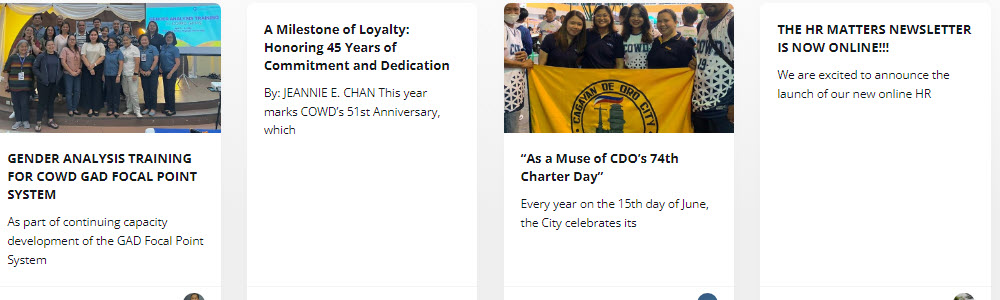 GENDER ANALYSIS TRAINING
FOR COWD GAD FOCAL POINT
SYSTEM
As part of continuing capacity
development of the GAD Focal Point
System
A Milestone of Loyalty:
Honoring 45 Years of
Commitment and Dedication
By: JEANNIE E. CHAN This year
marks COWD’s 51st Anniversary,
which
COWD
CAGAYAN DE ORO CITY
“As a Muse of CDO’s 74th
Charter Day”
Every year on the 15th day of June,
the City celebrates its
THE HR MATTERS NEWSLETTER
IS NOW ONLINE!!!
We are excited to announce the
launch of our new online HR